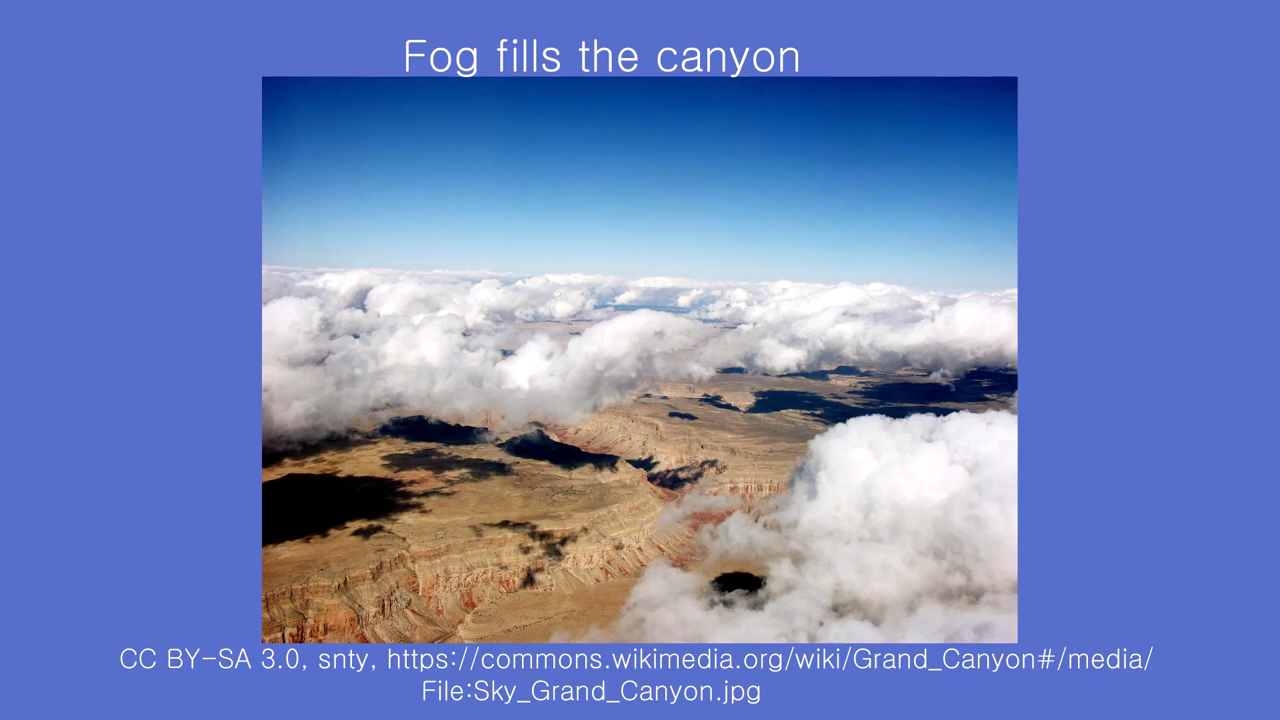 Fog fills the canyon
CC BY-SA 3.0, snty, https://commons.wikimedia.org/wiki/Grand_Canyon#/media/
File:Sky_Grand_Canyon.jpg